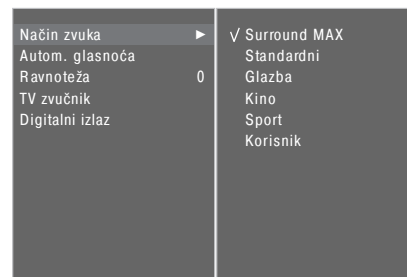 Način zvuka ►
Autom. glasnoća
Ravnoteža 0
TV zvučnik
Digitalni izlaz
√ Surround MAX
Standardni
Glazba
Kino
Sport
Korisnik